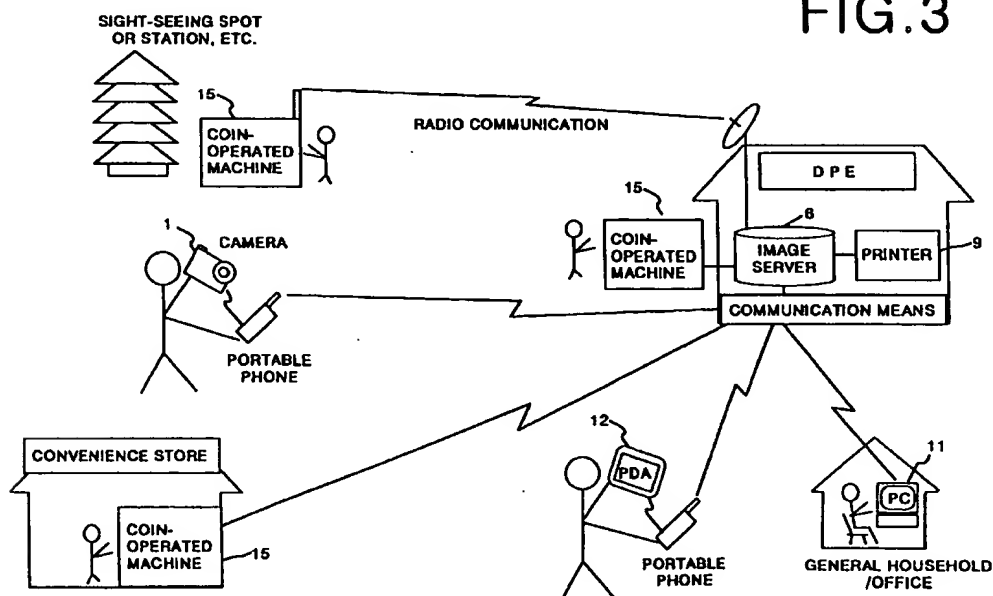 FIG.3
SIGHT-SEEING SPOT
OR STATION, ETC.
15
COIN-
OPERATED
MACHINE
RADIO COMMUNICATION
DPE
15
COIN-
OPERATED
MACHINE
8
IMAGE
SERVER
PRINTER
9
COMMUNICATION MEANS
1
CAMERA
PORTABLE
PHONE
CONVENIENCE STORE
COIN-
OPERATED
MACHINE
15
12
PDA
PORTABLE
PHONE
11
PC
GENERAL HOUSEHOLD
/OFFICE